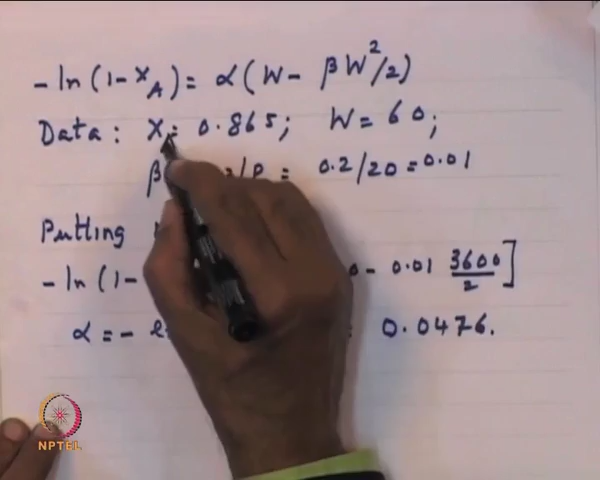 -ln (1-X_A) = α (W - βW²/2)
Data: X_A = 0.865; W = 60;
β = 0.2/20 = 0.01
Putting
-ln (1- - 0.01 3600/2]
α = - = 0.0476.
NPTEL